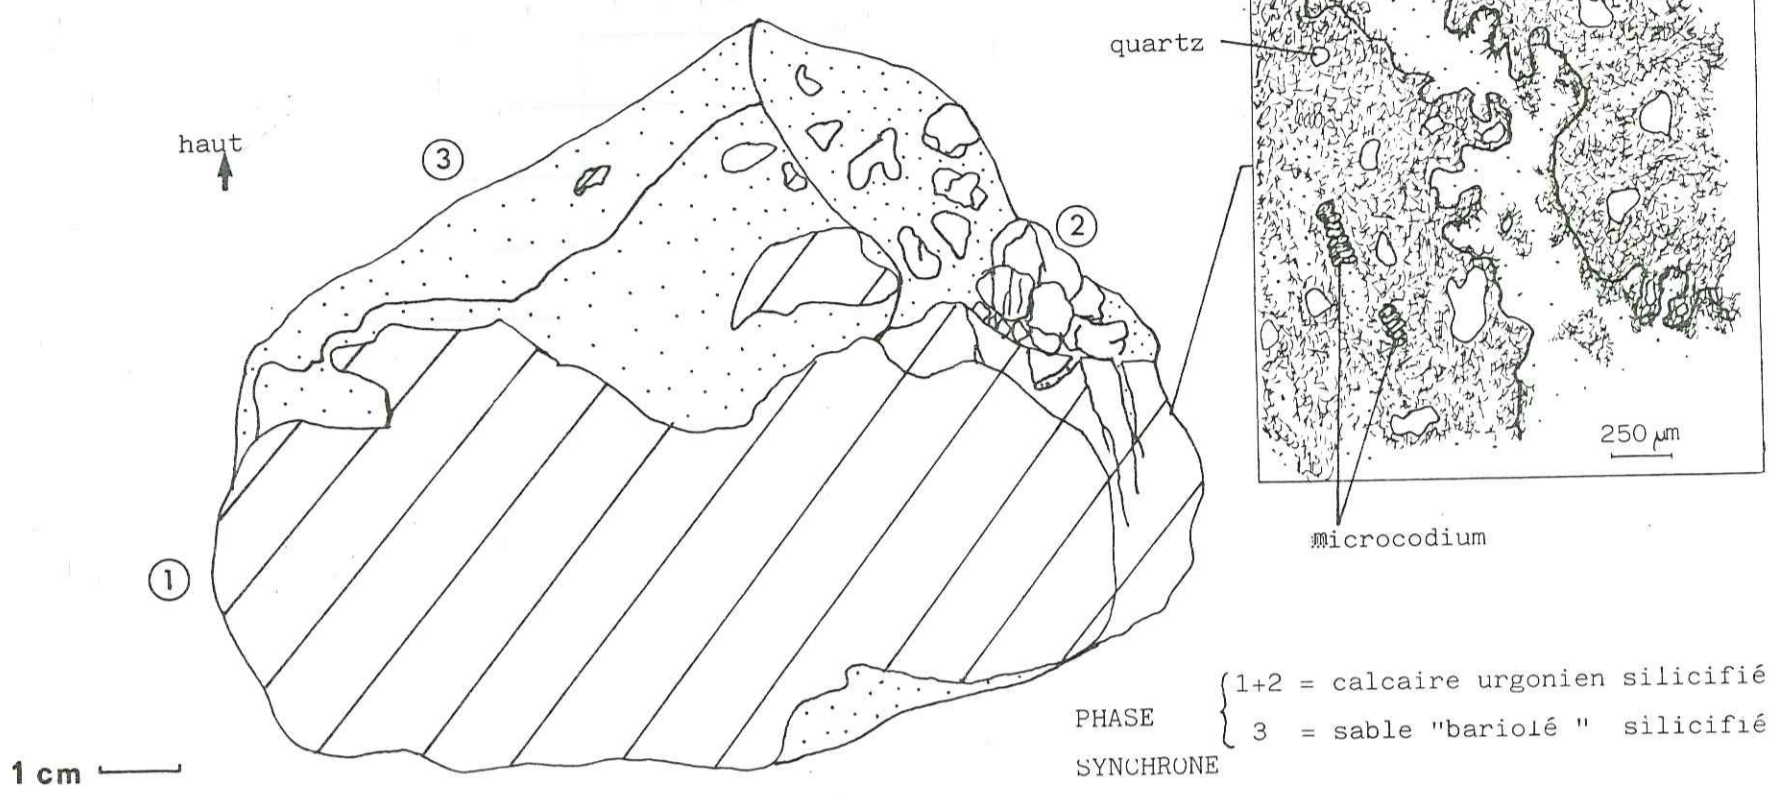 quartz
haut
3
2
250 µm
microcodium
1
1+2 = calcaire urgonien silicifié
PHASE
3 = sable "bariolé" silicifié
SYNCHRONE
1 cm